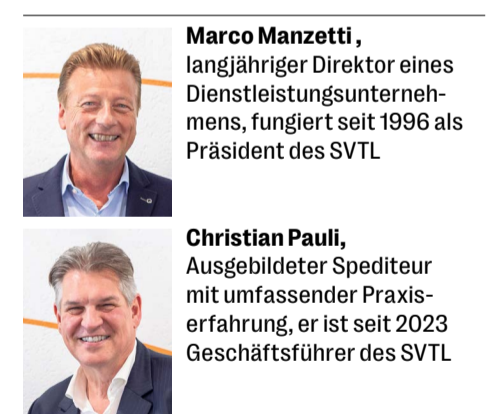 Marco Manzetti ,
langjähriger Direktor eines
Dienstleistungsunterneh-
mens, fungiert seit 1996 als
Präsident des SVTL
Christian Pauli,
Ausgebildeter Spediteur
mit umfassender Praxis-
erfahrung, er ist seit 2023
Geschäftsführer des SVTL